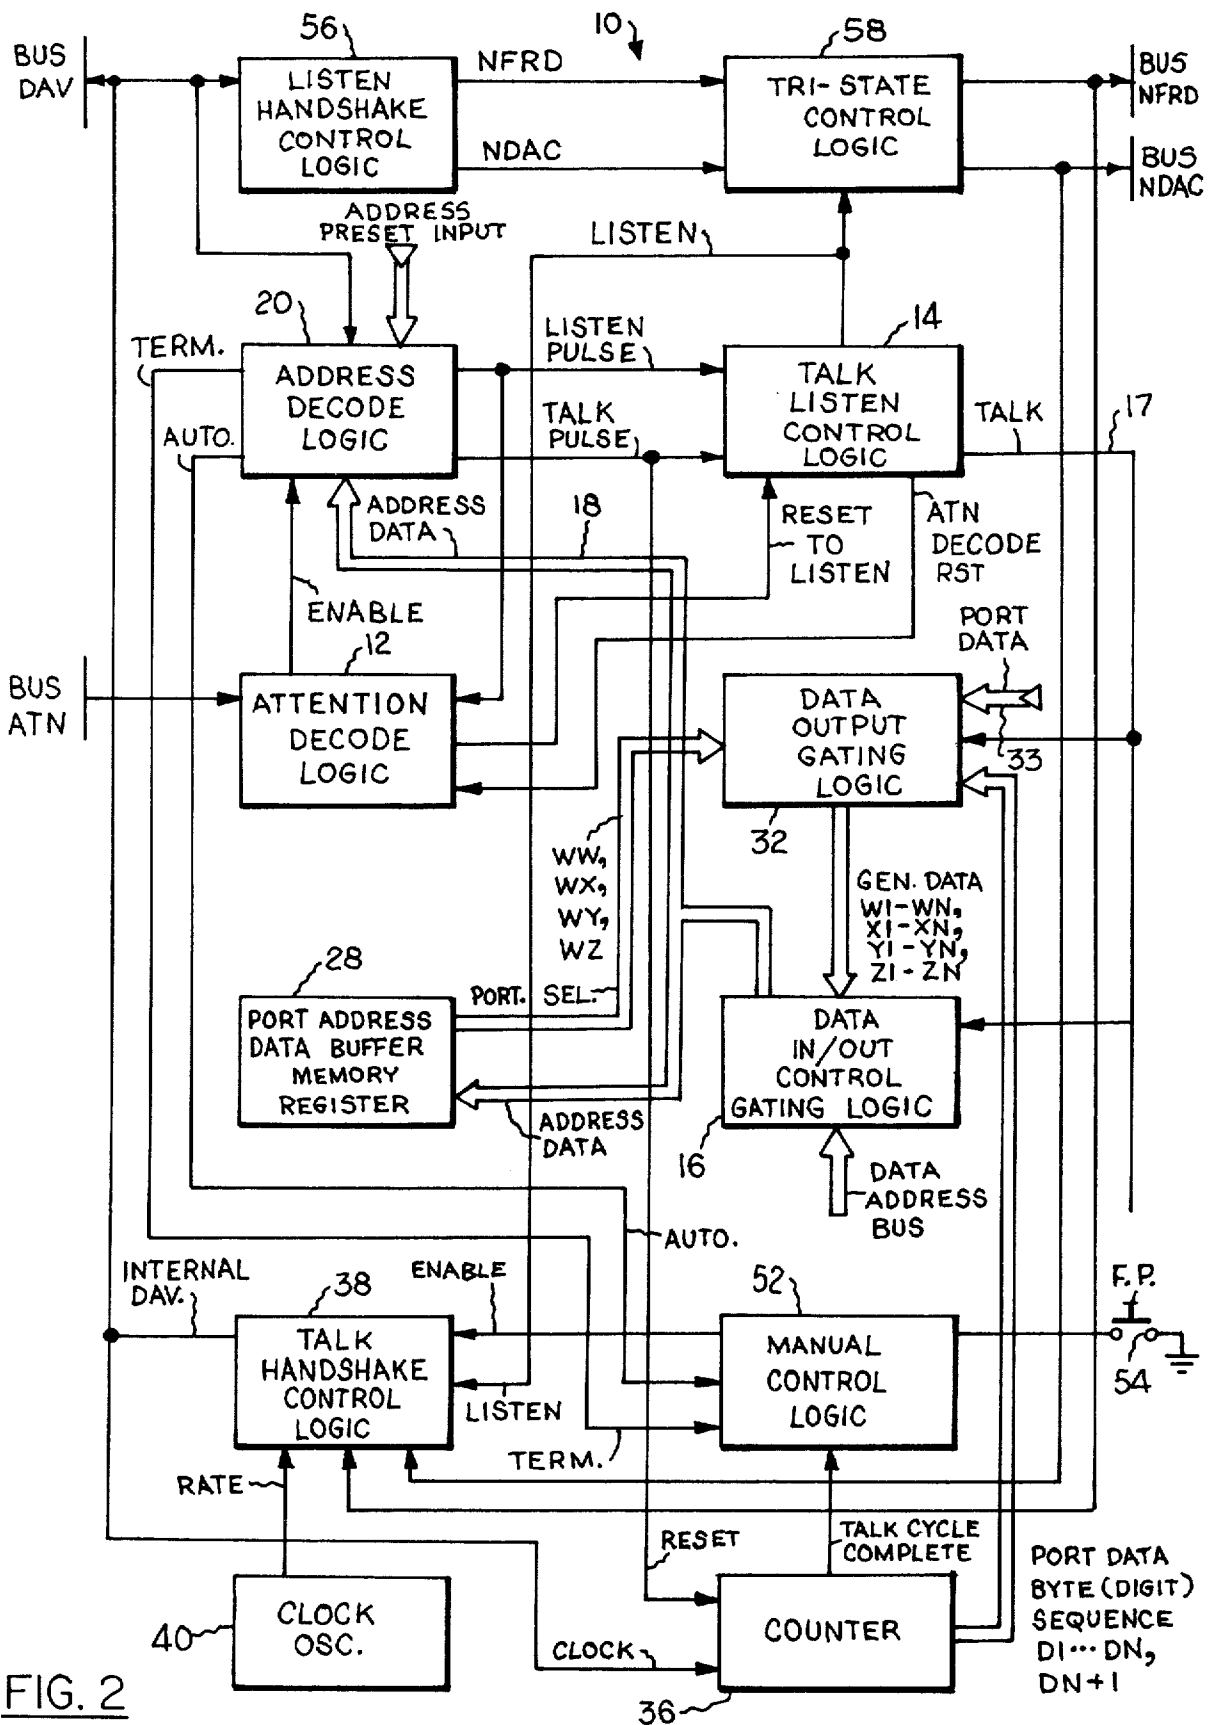 56
10
58
BUS
DAV
LISTEN
HANDSHAKE
CONTROL
LOGIC
NFRD
NDAC
TRI-STATE
CONTROL
LOGIC
BUS
NFRD
BUS
NDAC
ADDRESS
PRESET INPUT
LISTEN
20
14
TERM.
AUTO.
ADDRESS
DECODE
LOGIC
LISTEN
PULSE
TALK
PULSE
TALK
LISTEN
CONTROL
LOGIC
TALK
17
ADDRESS
DATA
18
RESET
TO
LISTEN
ATN
DECODE
RST
ENABLE
12
BUS
ATN
ATTENTION
DECODE
LOGIC
DATA
OUTPUT
GATING
LOGIC
PORT
DATA
33
32
WW,
WX,
WY,
WZ
GEN. DATA
W1-WN,
X1-XN,
Y1-YN,
Z1-ZN
28
PORT. SEL.
PORT ADDRESS
DATA BUFFER
MEMORY
REGISTER
DATA
IN/OUT
CONTROL
GATING LOGIC
ADDRESS
DATA
16
DATA
ADDRESS
BUS
AUTO.
INTERNAL
DAV.
38
ENABLE
52
F.P.
TALK
HANDSHAKE
CONTROL
LOGIC
MANUAL
CONTROL
LOGIC
54
LISTEN
TERM.
RATE
RESET
TALK CYCLE
COMPLETE
PORT DATA
BYTE (DIGIT)
SEQUENCE
D1...DN,
DN+1
40
CLOCK
OSC.
CLOCK
COUNTER
36
FIG. 2